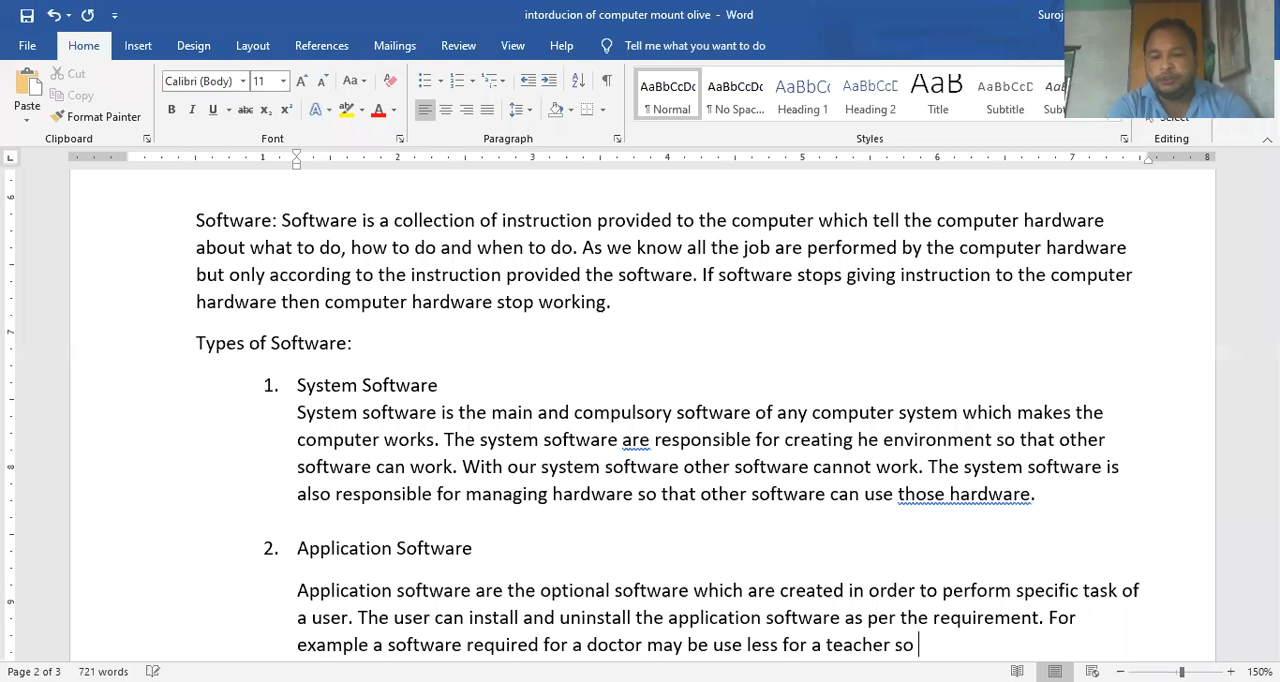 intorducion of computer mount olive - Word
Suroj
File Home Insert Design Layout References Mailings Review View Help Tell me what you want to do
Paste
Cut
Copy
Format Painter
Clipboard
Calibri (Body) 11
Font
Paragraph
AaBbCcDc AaBbCcDc AaBbCc AaBbCcC AaB AaBbCcC
¶ Normal ¶ No Spac... Heading 1 Heading 2 Title Subtitle
Styles
Editing
1 2 3 4 5 6 7 8
Software: Software is a collection of instruction provided to the computer which tell the computer hardware
about what to do, how to do and when to do. As we know all the job are performed by the computer hardware
but only according to the instruction provided the software. If software stops giving instruction to the computer
hardware then computer hardware stop working.
Types of Software:
1. System Software
System software is the main and compulsory software of any computer system which makes the
computer works. The system software are responsible for creating he environment so that other
software can work. With our system software other software cannot work. The system software is
also responsible for managing hardware so that other software can use those hardware.
2. Application Software
Application software are the optional software which are created in order to perform specific task of
a user. The user can install and uninstall the application software as per the requirement. For
example a software required for a doctor may be use less for a teacher so
Page 2 of 3 721 words
150%